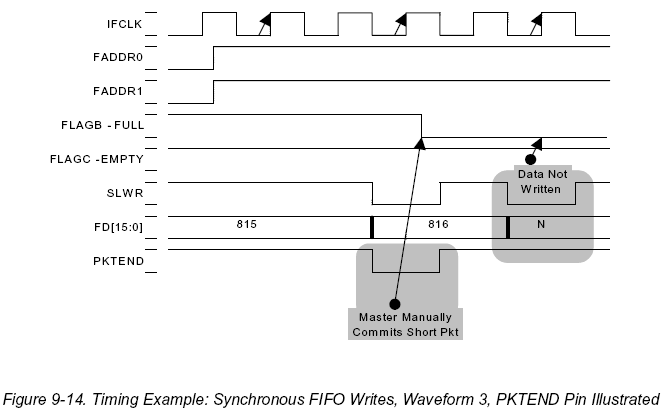 IFCLK
FADDR0
FADDR1
FLAGB - FULL
FLAGC - EMPTY
Data Not
Written
SLWR
FD[15:0] 815 816 N
PKTEND
Master Manually
Commits Short Pkt
Figure 9-14. Timing Example: Synchronous FIFO Writes, Waveform 3, PKTEND Pin Illustrated